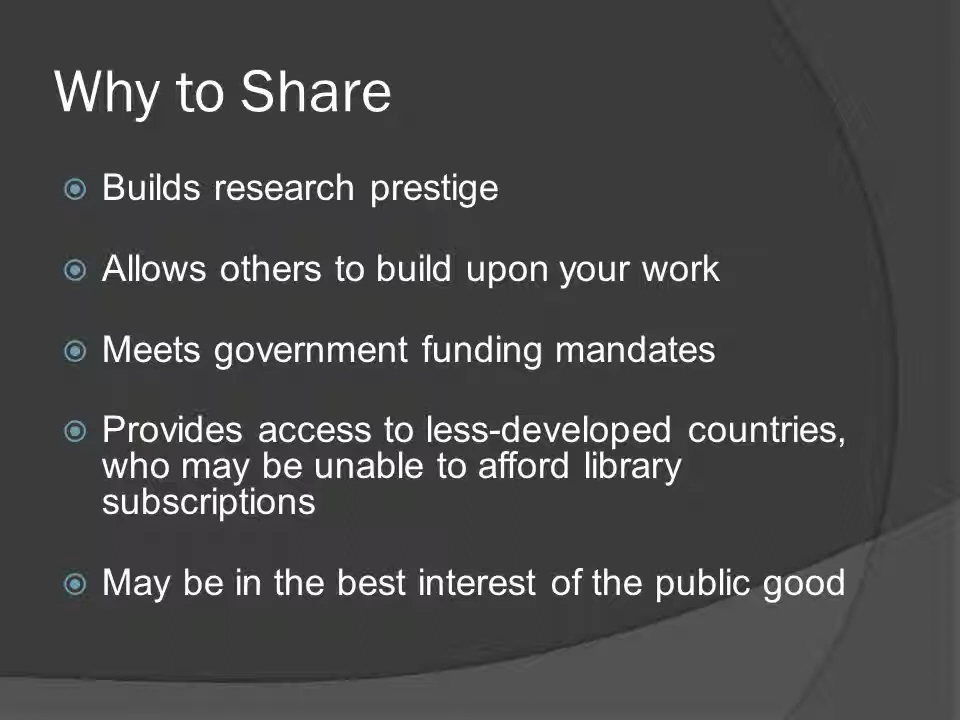 Why to Share
Builds research prestige
Allows others to build upon your work
Meets government funding mandates
Provides access to less-developed countries,
who may be unable to afford library
subscriptions
May be in the best interest of the public good